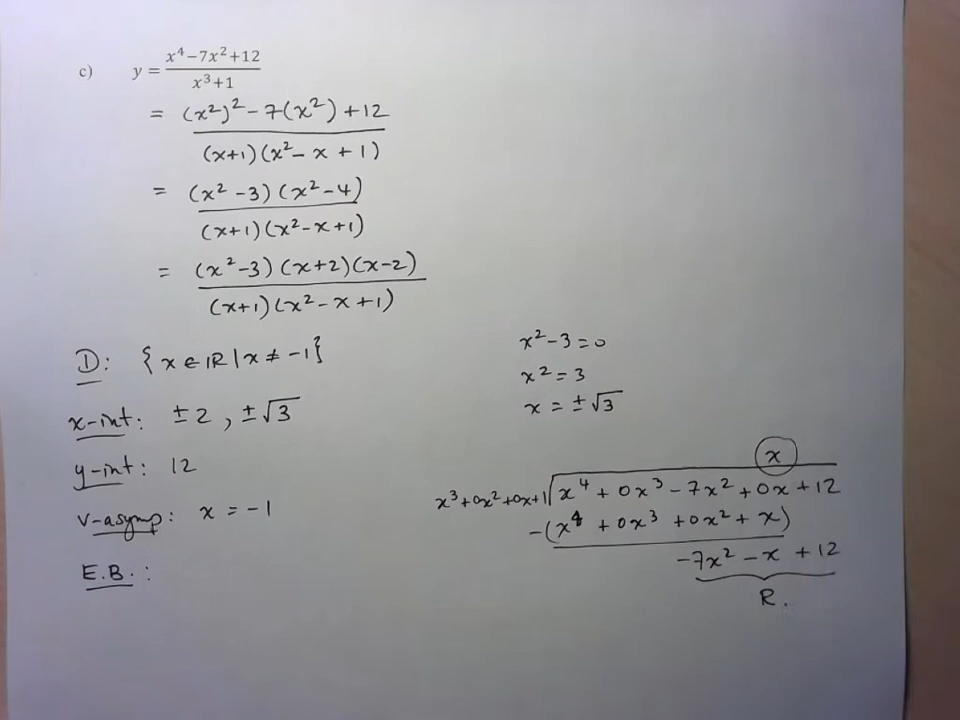 c) y = x⁴−7x²+12 / x³+1
= (x²)² − 7(x²) + 12 / (x+1)(x² − x + 1)
= (x² − 3)(x² − 4) / (x+1)(x² − x + 1)
= (x² − 3)(x+2)(x−2) / (x+1)(x² − x + 1)
D: {x ∈ ℝ | x ≠ −1}
x-int: ±2, ±√3
y-int: 12
V-asymp: x = −1
E.B.:
x² − 3 = 0
x² = 3
x = ±√3
x
x³+0x²+0x+1 √ x⁴ + 0x³ − 7x² + 0x + 12
−(x⁴ + 0x³ + 0x² + x)
−7x² − x + 12
R.